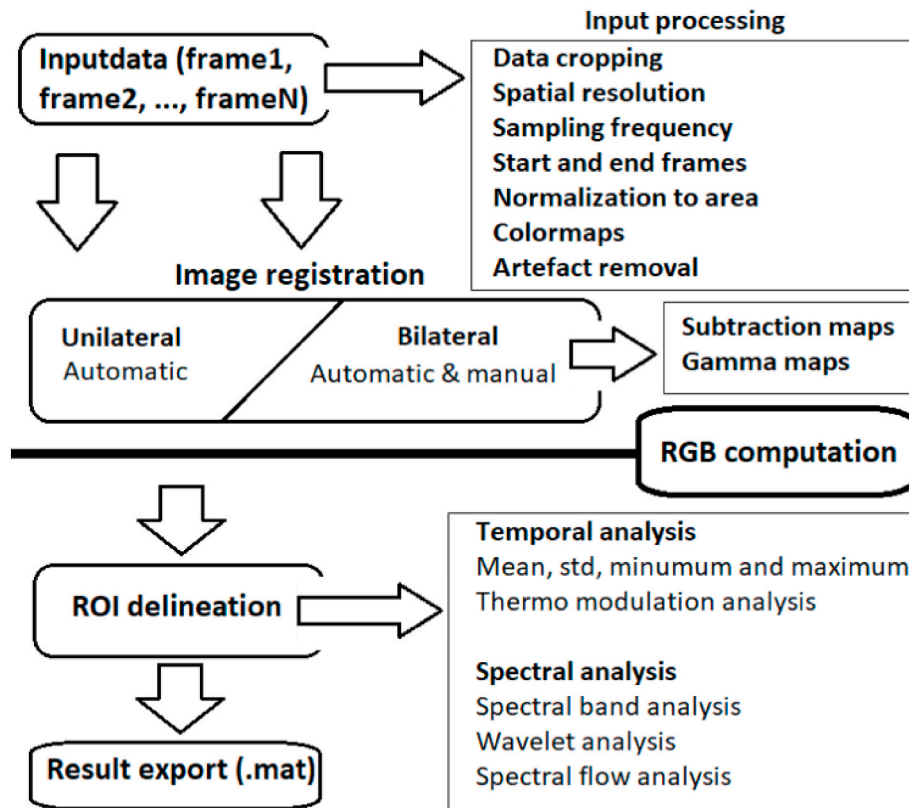 Input processing
Inputdata (frame1,
frame2, ..., frameN)
Data cropping
Spatial resolution
Sampling frequency
Start and end frames
Normalization to area
Colormaps
Artefact removal
Image registration
Unilateral
Automatic
Bilateral
Automatic & manual
Subtraction maps
Gamma maps
RGB computation
ROI delineation
Temporal analysis
Mean, std, minumum and maximum
Thermo modulation analysis
Spectral analysis
Spectral band analysis
Wavelet analysis
Spectral flow analysis
Result export (.mat)